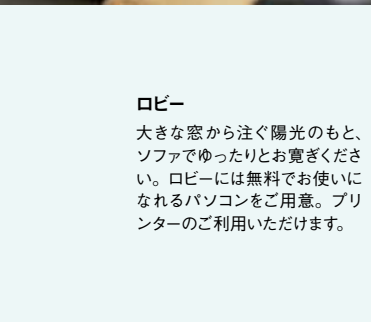 ロビー
大きな窓から注ぐ陽光のもと、
ソファでゆったりとお寛ぎくださ
い。ロビーには無料でお使いに
なれるパソコンをご用意。プリ
ンターのご利用いただけます。